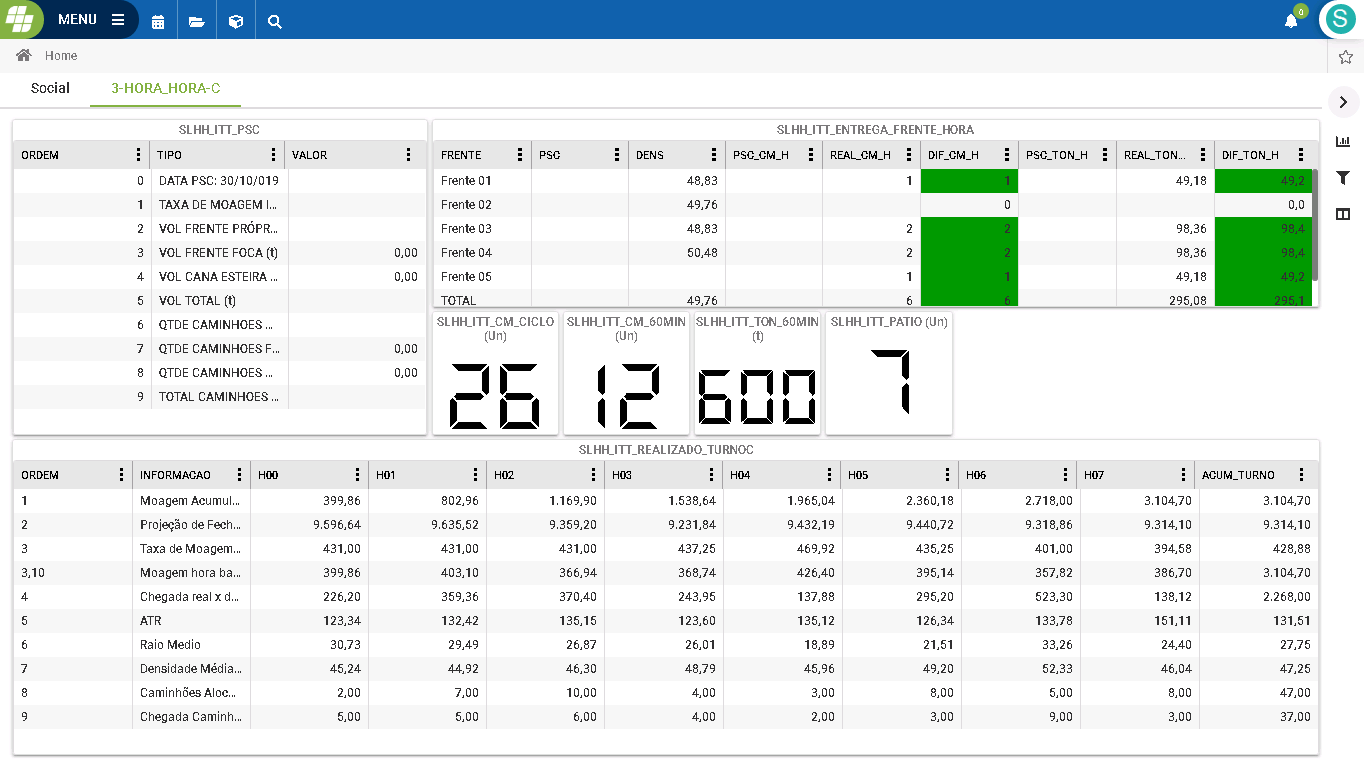 MENU
0
S
Home
Social 3-HORA_HORA-C
SLHH_ITT_PSC
ORDEM TIPO VALOR
0 DATA PSC: 30/10/019
1 TAXA DE MOAGEM I...
2 VOL FRENTE PRÓPR...
3 VOL FRENTE FOCA (t) 0,00
4 VOL CANA ESTEIRA ... 0,00
5 VOL TOTAL (t)
6 QTDE CAMINHOES ...
7 QTDE CAMINHOES F... 0,00
8 QTDE CAMINHOES ... 0,00
9 TOTAL CAMINHOES ...
SLHH_ITT_ENTREGA_FRENTE_HORA
FRENTE PSC DENS PSC_CM_H REAL_CM_H DIF_CM_H PSC_TON_H REAL_TON... DIF_TON_H
Frente 01 48,83 1 1 49,18 49,2
Frente 02 49,76 0 0,0
Frente 03 48,83 2 2 98,36 98,4
Frente 04 50,48 2 2 98,36 98,4
Frente 05 1 1 49,18 49,2
TOTAL 49,76 6 6 295,08 295,1
SLHH_ITT_CM_CICLO
(Un)
26
SLHH_ITT_CM_60MIN
(Un)
12
SLHH_ITT_TON_60MIN
(t)
600
SLHH_ITT_PATIO (Un)
7
SLHH_ITT_REALIZADO_TURNOC
ORDEM INFORMACAO H00 H01 H02 H03 H04 H05 H06 H07 ACUM_TURNO
1 Moagem Acumul... 399,86 802,96 1.169,90 1.538,64 1.965,04 2.360,18 2.718,00 3.104,70 3.104,70
2 Projeção de Fech... 9.596,64 9.635,52 9.359,20 9.231,84 9.432,19 9.440,72 9.318,86 9.314,10 9.314,10
3 Taxa de Moagem... 431,00 431,00 431,00 437,25 469,92 435,25 401,00 394,58 428,88
3,10 Moagem hora ba... 399,86 403,10 366,94 368,74 426,40 395,14 357,82 386,70 3.104,70
4 Chegada real x d... 226,20 359,36 370,40 243,95 137,88 295,20 523,30 138,12 2.268,00
5 ATR 123,34 132,42 135,15 123,60 135,12 126,34 133,78 151,11 131,51
6 Raio Medio 30,73 29,49 26,87 26,01 18,89 21,51 33,26 24,40 27,75
7 Densidade Média... 45,24 44,92 46,30 48,79 45,96 49,20 52,33 46,04 47,25
8 Caminhões Aloc... 2,00 7,00 10,00 4,00 3,00 8,00 5,00 8,00 47,00
9 Chegada Caminh... 5,00 5,00 6,00 4,00 2,00 3,00 9,00 3,00 37,00